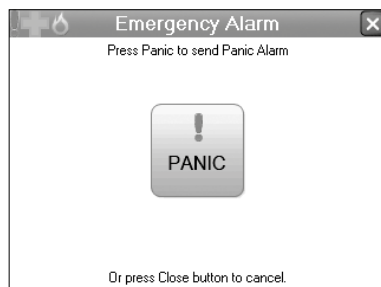 Emergency Alarm
Press Panic to send Panic Alarm
!
PANIC
Or press Close button to cancel.